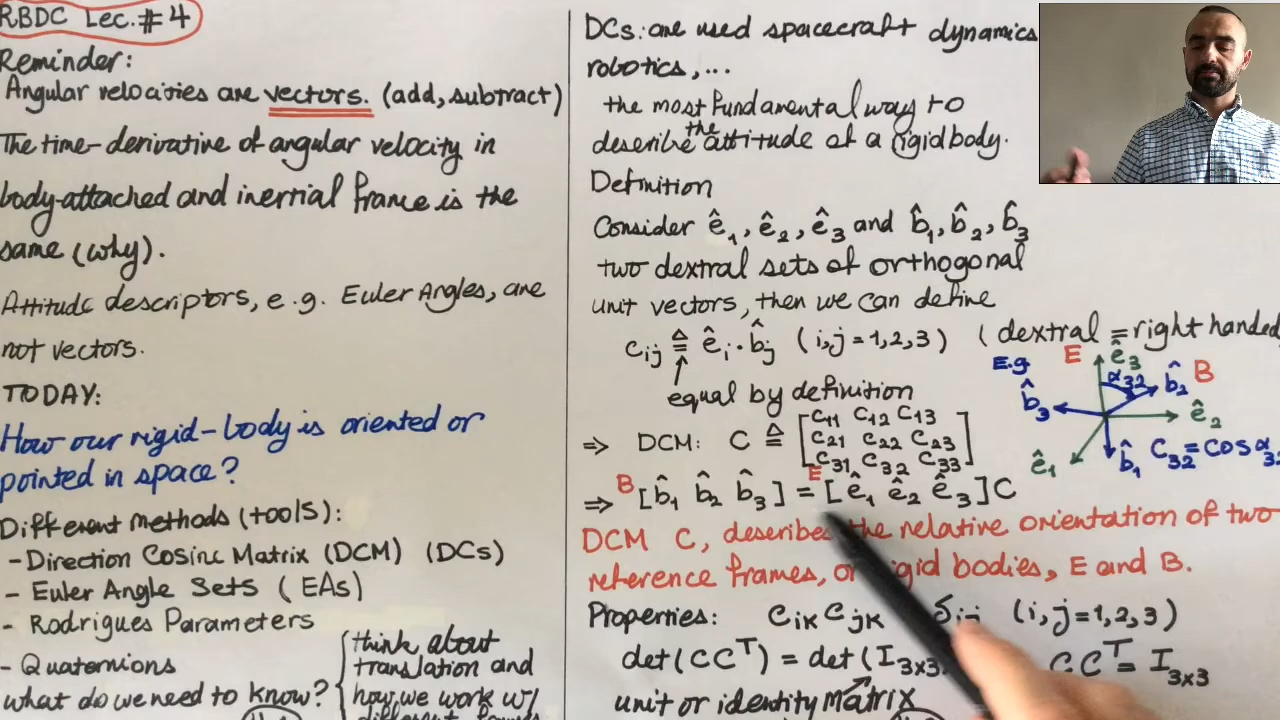 RBDC Lec.#4
Reminder:
Angular velocities are vectors. (add, subtract)
The time-derivative of angular velocity in
body-attached and inertial frame is the
same (why).
Attitude descriptors, e.g. Euler Angles, are
not vectors.
TODAY:
How our rigid-body is oriented or
pointed in space?
Different methods (tools):
- Direction Cosine Matrix (DCM) (DCs)
- Euler Angle Sets (EAs)
- Rodrigues Parameters
- Quaternions
what do we need to know?
{think about
translation and
how we work w/
DCs: are used spacecraft dynamics
robotics,...
the most fundamental way to
describe the attitude of a rigid body.
Definition
Consider ê₁, ê₂, ê₃ and b̂₁, b̂₂, b̂₃
two dextral sets of orthogonal
unit vectors, then we can define
cᵢⱼ ≜ êᵢ . b̂ⱼ (i,j=1,2,3) (dextral = right handed
equal by definition
E.g E ê₃ α₃₂ b̂₂ B
b̂₃ ê₂
ê₁ b̂₁ C₃₂=Cosα₃₂
⇒ DCM: C ≜ [C₁₁ C₁₂ C₁₃
C₂₁ C₂₂ C₂₃
C₃₁ C₃₂ C₃₃]
⇒ B[b̂₁ b̂₂ b̂₃] = E[ê₁ ê₂ ê₃]C
DCM C, describes the relative orientation of two
reference frames, or rigid bodies, E and B.
Properties: Cᵢₖ Cⱼₖ δᵢⱼ (i,j=1,2,3)
det(CCᵀ) = det(I₃ₓ₃ CCᵀ = I₃ₓ₃
unit or identity matrix